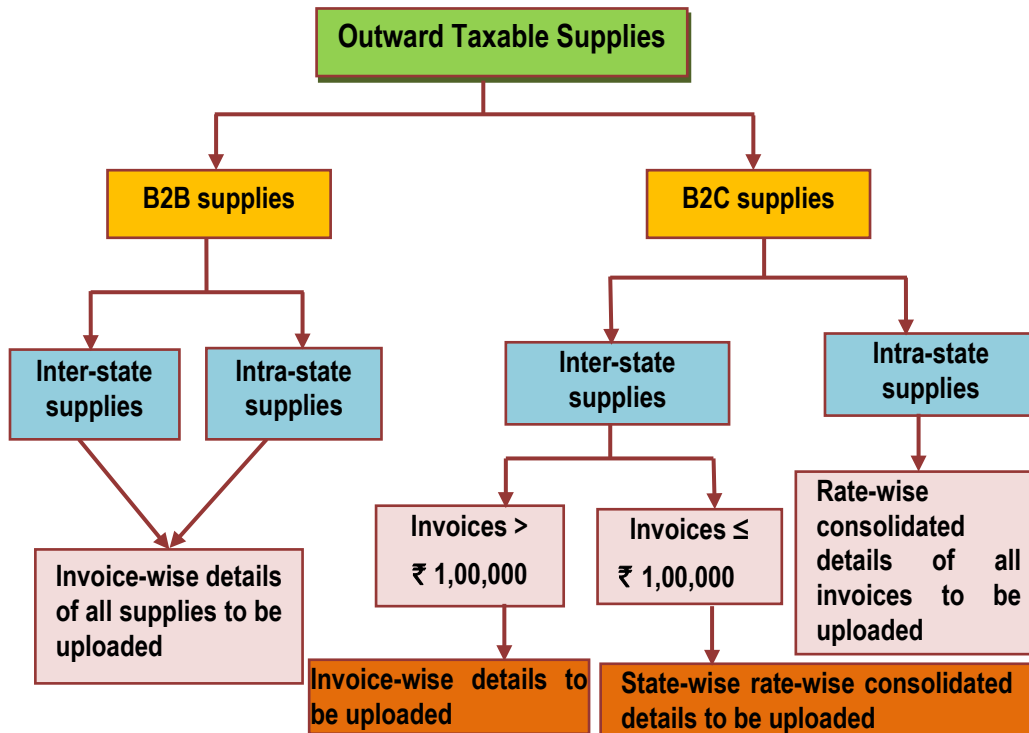 Outward Taxable Supplies
B2B supplies
B2C supplies
Inter-state
supplies
Intra-state
supplies
Inter-state
supplies
Intra-state
supplies
Invoice-wise details
of all supplies to be
uploaded
Invoices >
₹ 1,00,000
Invoices ≤
₹ 1,00,000
Rate-wise
consolidated
details of all
invoices to be
uploaded
Invoice-wise details to
be uploaded
State-wise rate-wise consolidated
details to be uploaded